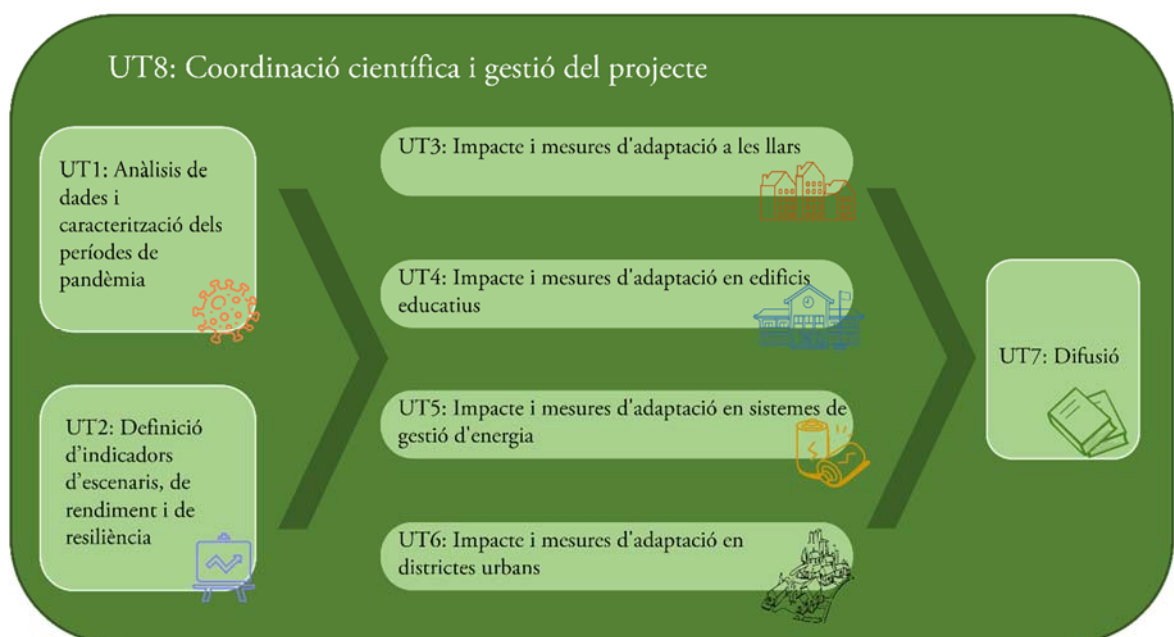 UT8: Coordinació científica i gestió del projecte
UT1: Anàlisis de
dades i
caracterització dels
períodes de
pandèmia
UT2: Definició
d’indicadors
d’escenaris, de
rendiment i de
resiliència
UT3: Impacte i mesures d'adaptació a les llars
UT4: Impacte i mesures d'adaptació en edificis
educatius
UT5: Impacte i mesures d'adaptació en sistemes de
gestió d'energia
UT6: Impacte i mesures d'adaptació en
districtes urbans
UT7: Difusió